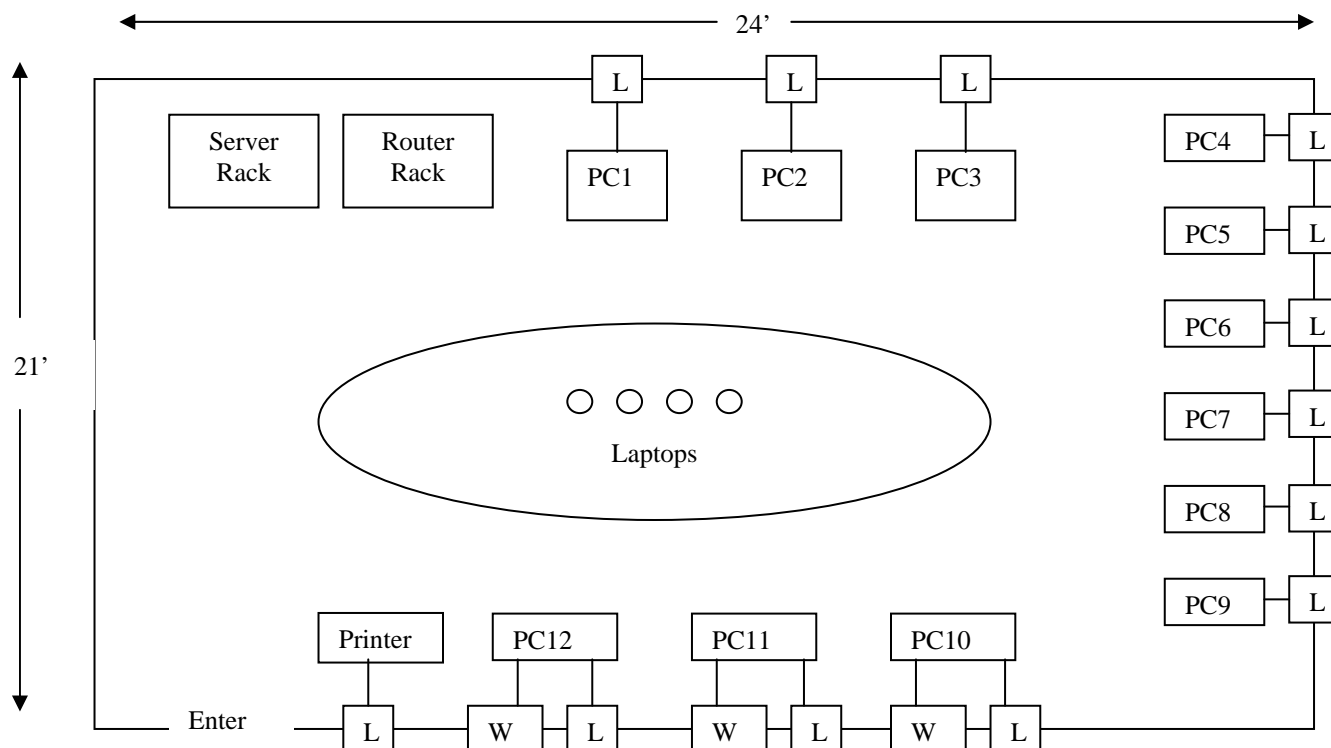 24’
L L L
Server Rack
Router Rack
PC1 PC2 PC3
PC4 L
PC5 L
PC6 L
21’
PC7 L
Laptops
PC8 L
PC9 L
Printer PC12 PC11 PC10
Enter L W L W L W L